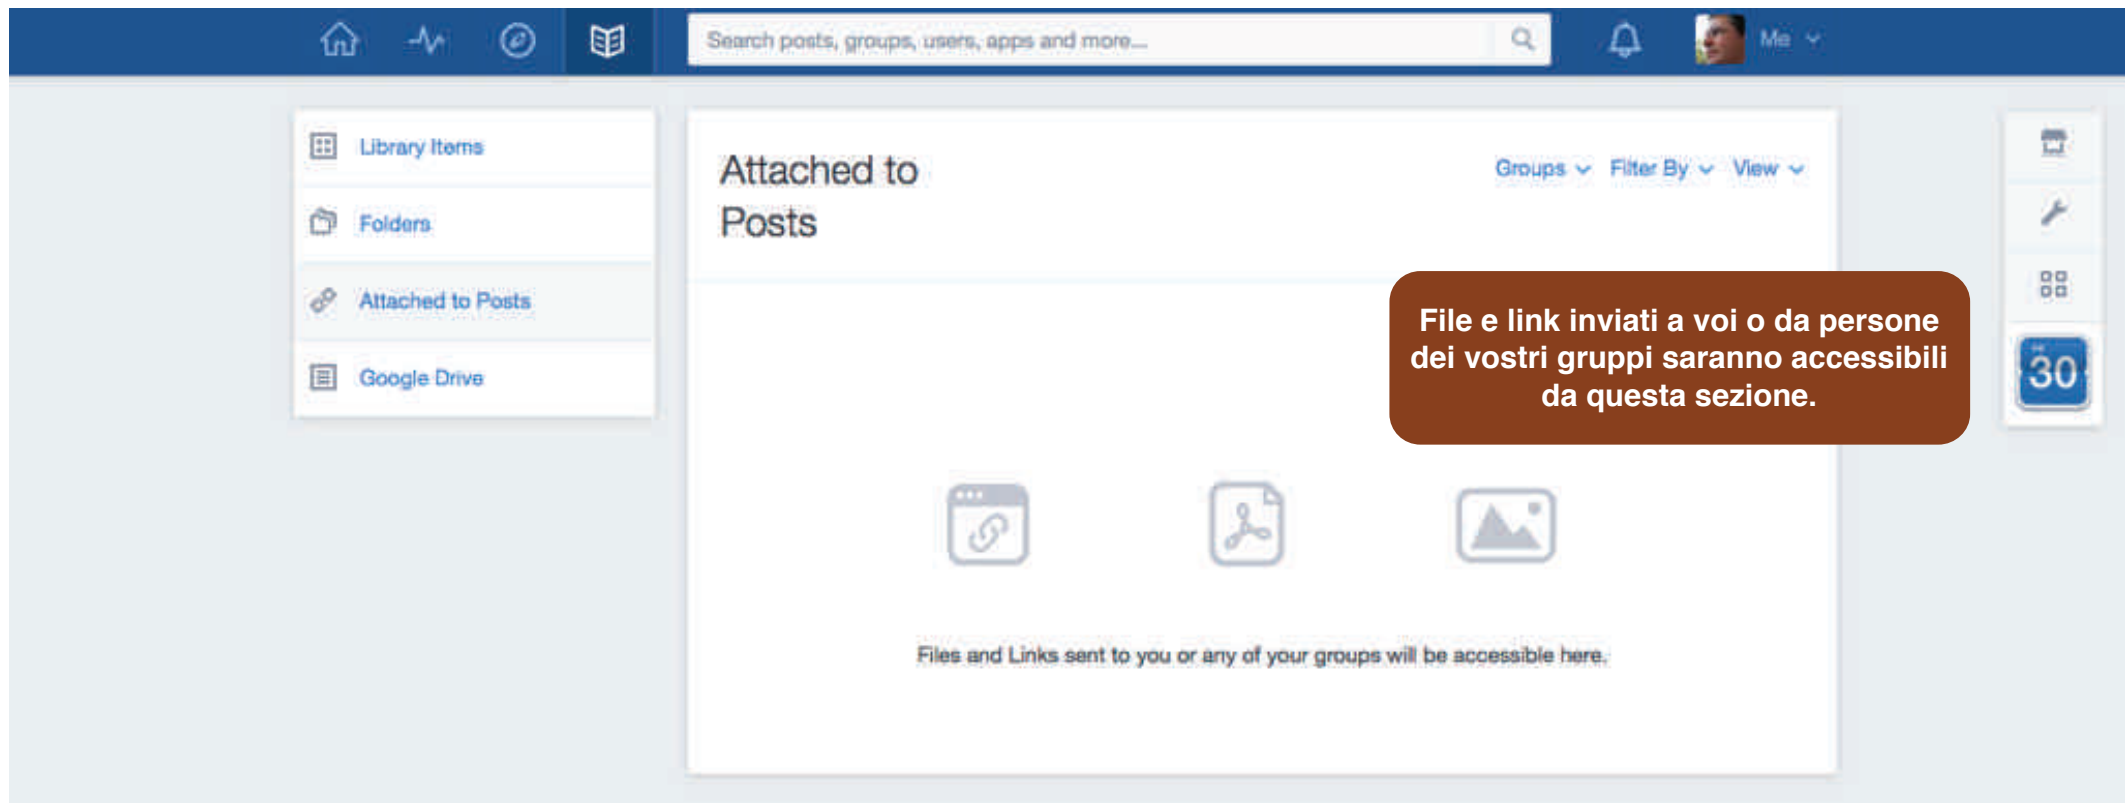 Search posts, groups, users, apps and more...
Me
Library Items
Folders
Attached to Posts
Google Drive
Attached to
Posts
Groups Filter By View
File e link inviati a voi o da persone
dei vostri gruppi saranno accessibili
da questa sezione.
30
Files and Links sent to you or any of your groups will be accessible here.